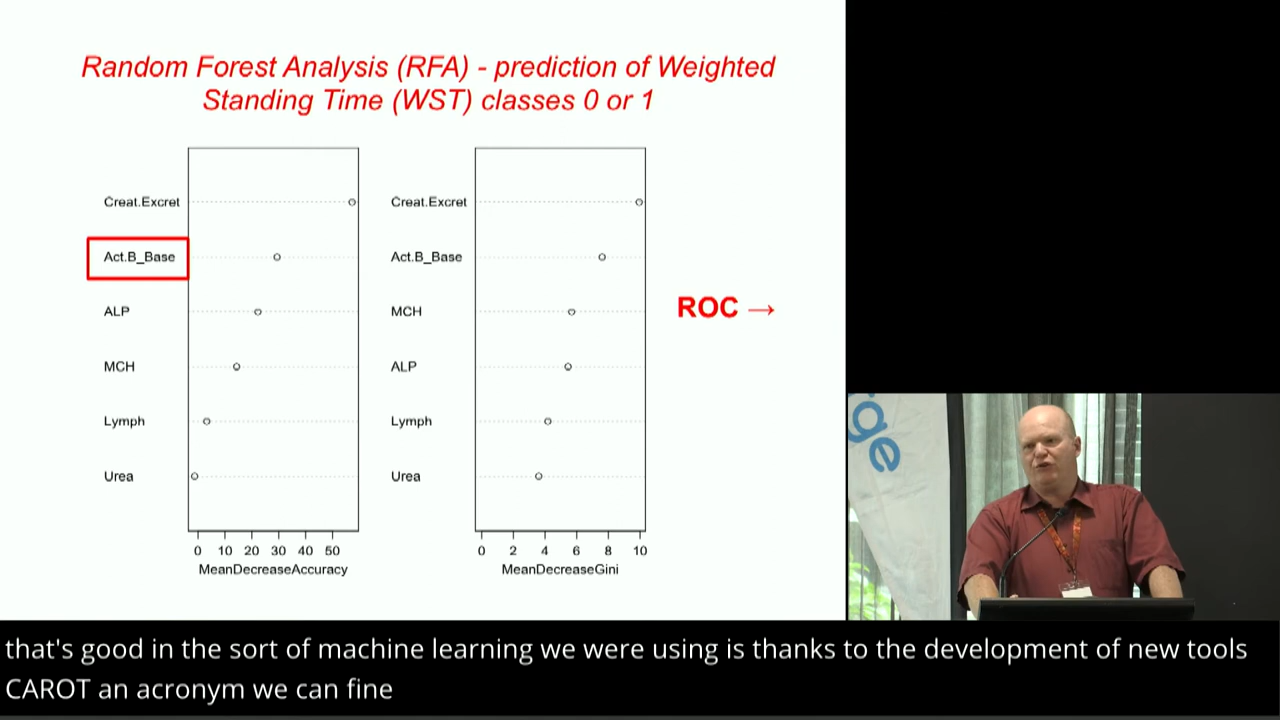 Random Forest Analysis (RFA) - prediction of Weighted
Standing Time (WST) classes 0 or 1
Creat.Excret
Act.B_Base
ALP
MCH
Lymph
Urea
0 10 20 30 40 50
MeanDecreaseAccuracy
Creat.Excret
Act.B_Base
MCH
ALP
Lymph
Urea
0 2 4 6 8 10
MeanDecreaseGini
ROC →
ge
that's good in the sort of machine learning we were using is thanks to the development of new tools
CAROT an acronym we can fine